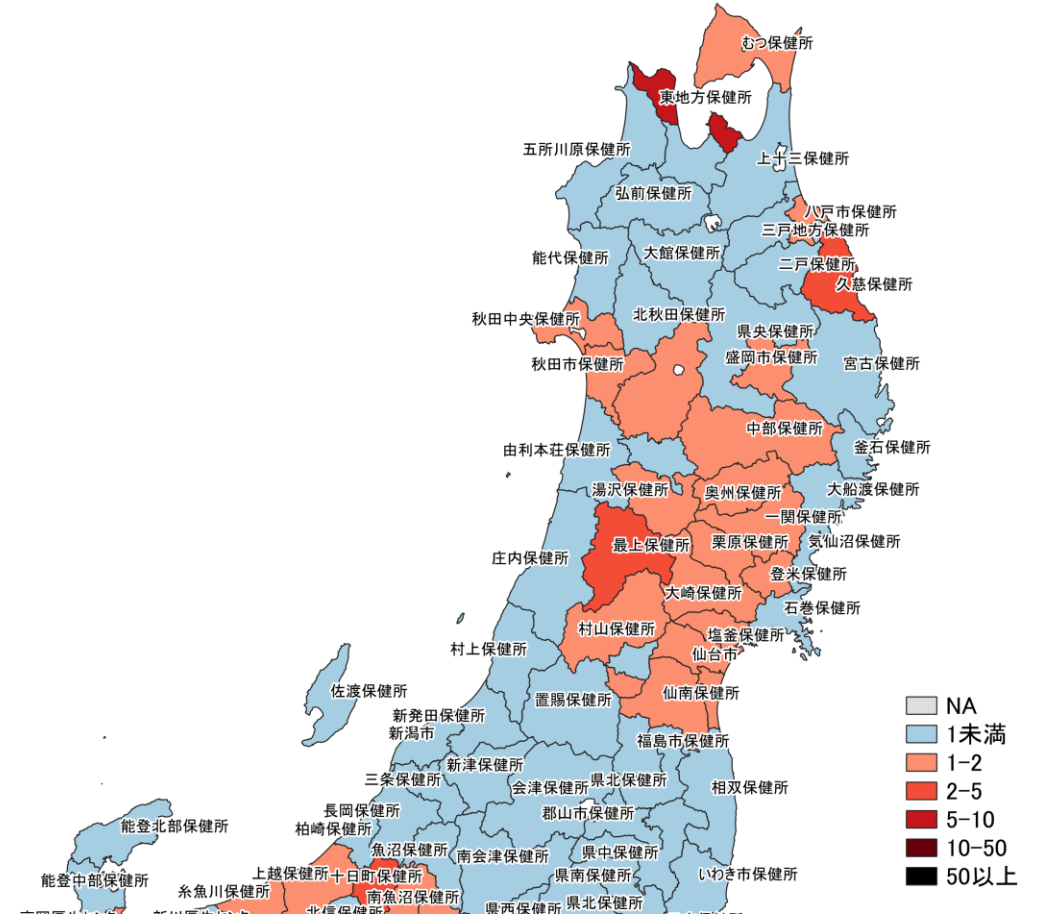 むつ保健所
東地方保健所
五所川原保健所
上十三保健所
弘前保健所
八戸市保健所
三戸地方保健所
能代保健所
大館保健所
二戸保健所
久慈保健所
秋田中央保健所
北秋田保健所
県央保健所
秋田市保健所
盛岡市保健所
宮古保健所
中部保健所
由利本荘保健所
釜石保健所
湯沢保健所
奥州保健所
大船渡保健所
一関保健所
庄内保健所
最上保健所
栗原保健所
気仙沼保健所
登米保健所
大崎保健所
石巻保健所
村山保健所
塩釜保健所
村上保健所
仙台市
佐渡保健所
置賜保健所
仙南保健所
新発田保健所
新潟市
福島市保健所
新津保健所
三条保健所
会津保健所
県北保健所
相双保健所
長岡保健所
郡山市保健所
柏崎保健所
能登北部保健所
魚沼保健所
南会津保健所
県中保健所
上越保健所
十日町保健所
県南保健所
いわき市保健所
能登中部保健所
糸魚川保健所
南魚沼保健所
県西保健所
県北保健所
北信保健所
NA
1未満
1-2
2-5
5-10
10-50
50以上